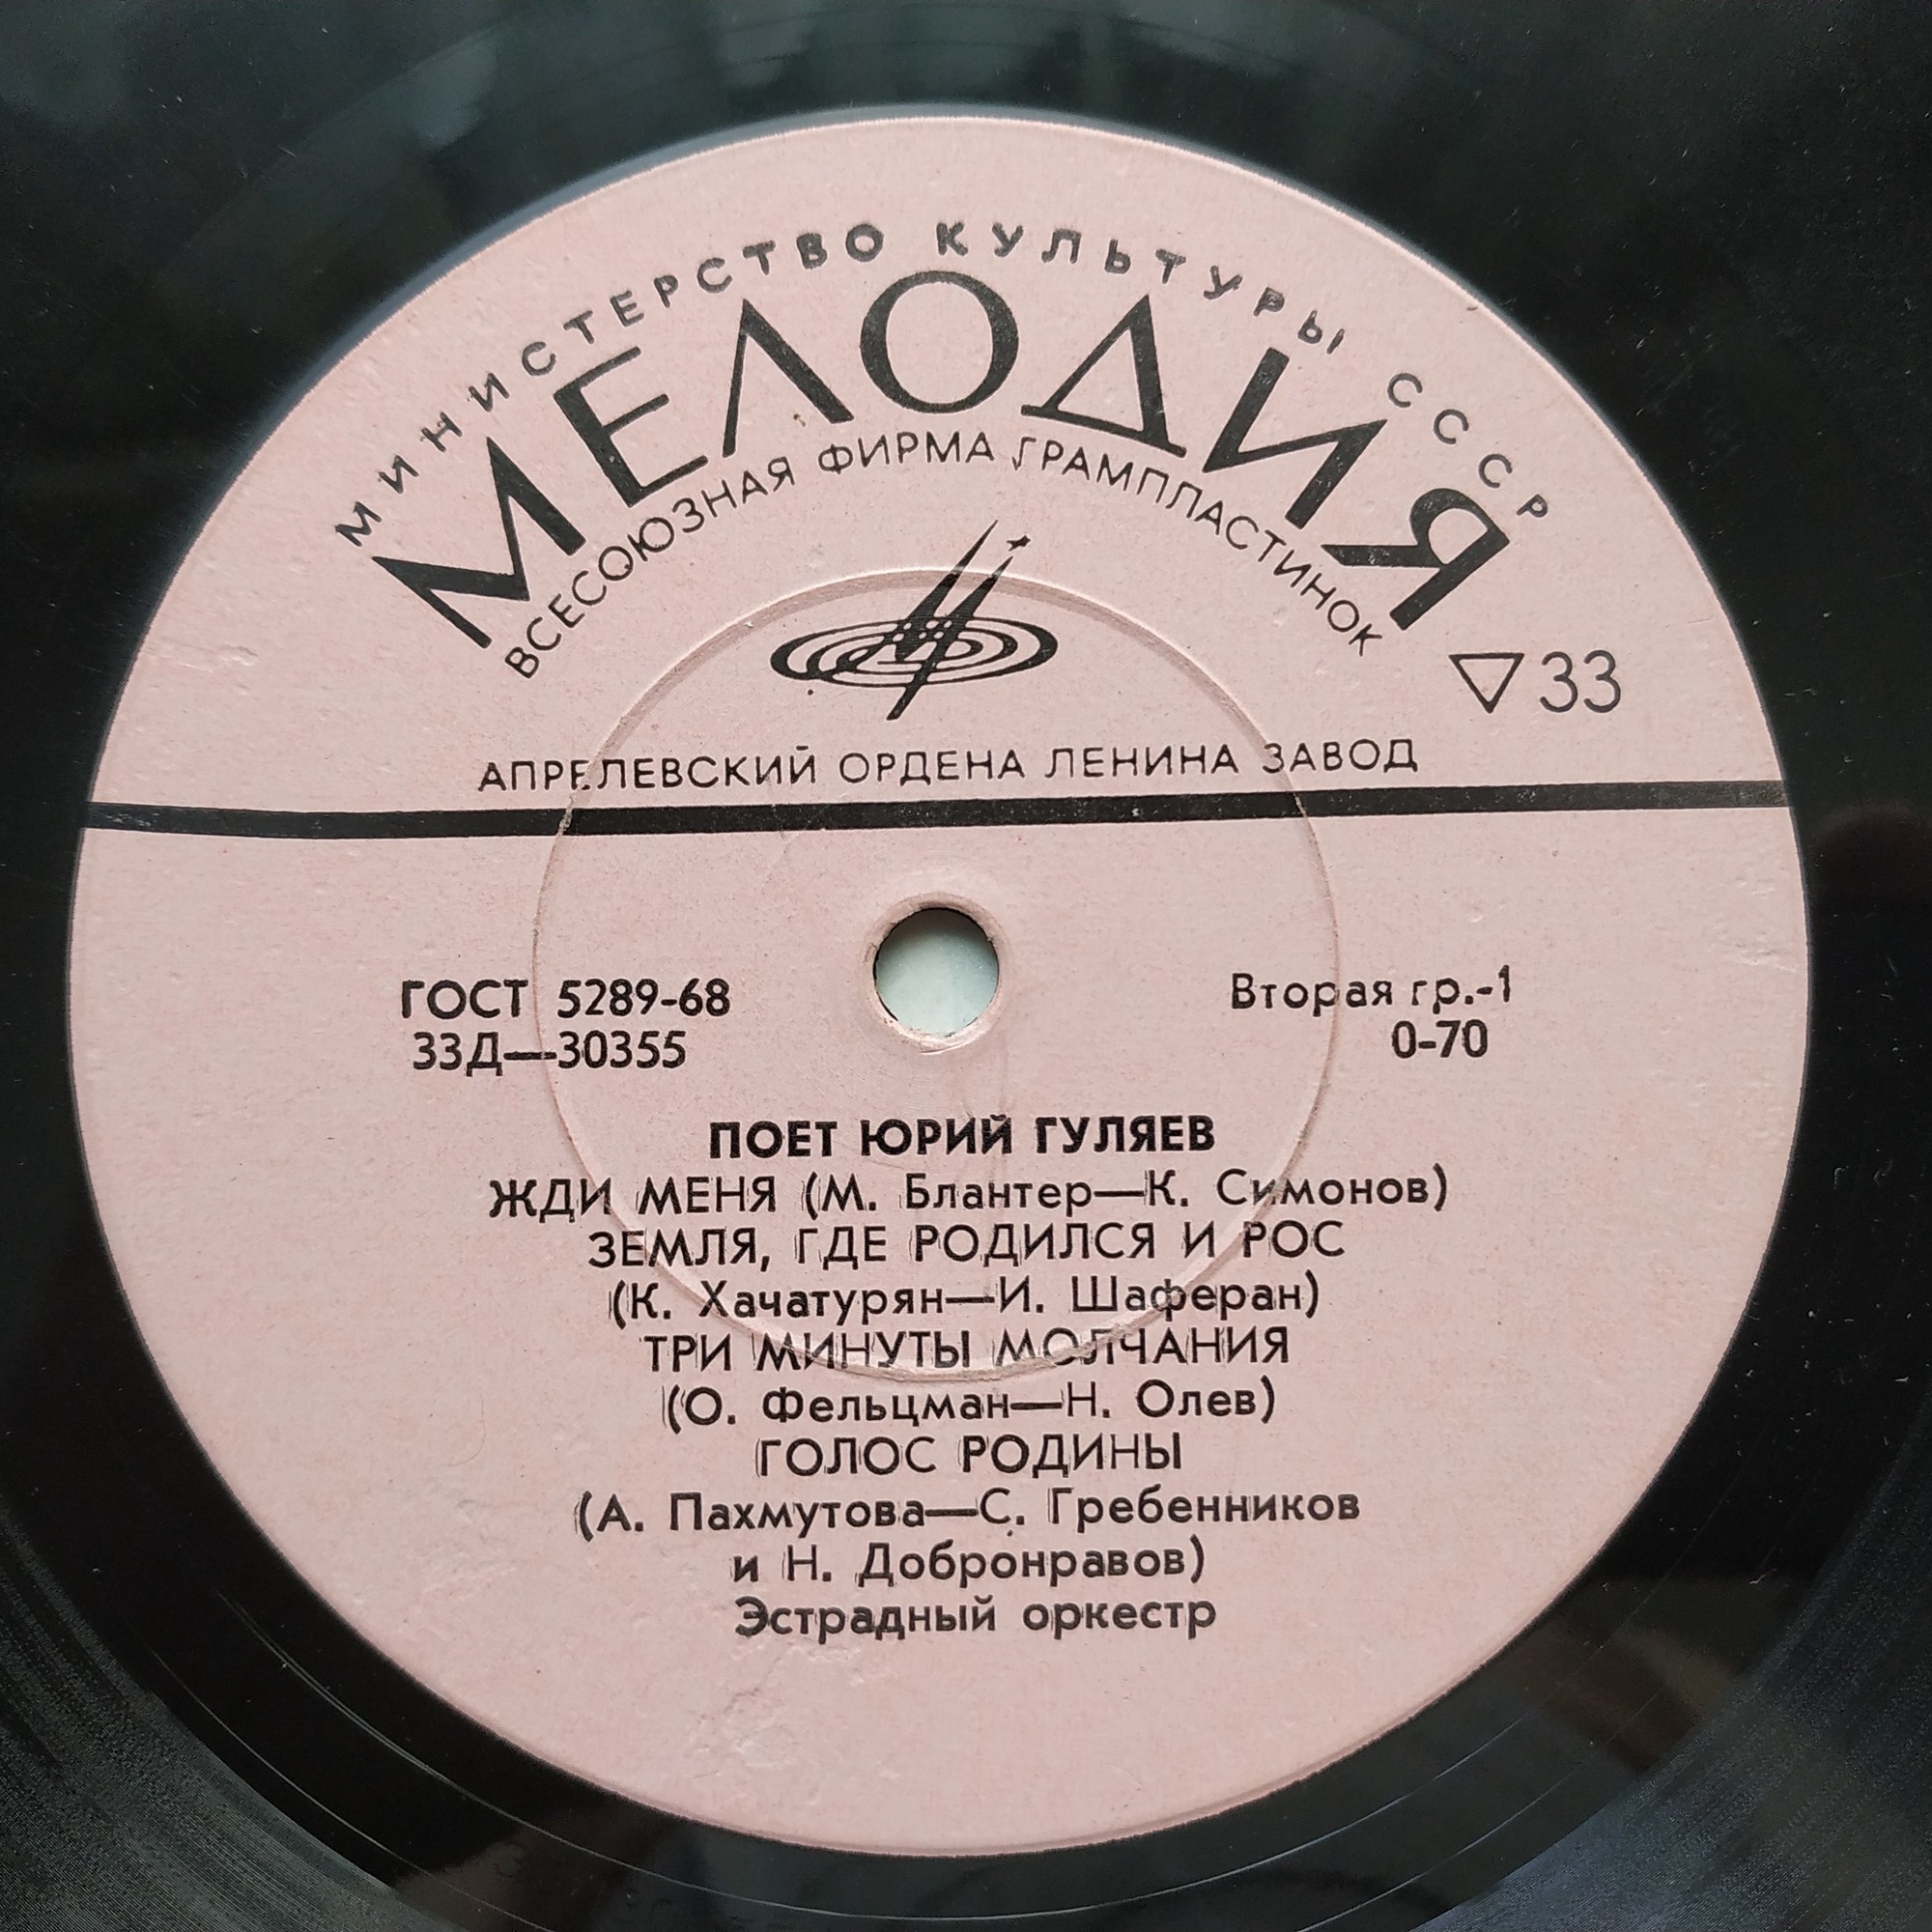 МИНИСТЕРСТВО КУЛЬТУРЫ СССР
МЕЛОДИЯ
ВСЕСОЮЗНАЯ ФИРМА ГРАМПЛАСТИНОК
33
АПРЕЛЕВСКИЙ ОРДЕНА ЛЕНИНА ЗАВОД
ГОСТ 5289-68
33Д—30355
Вторая гр.-1
0-70
ПОЕТ ЮРИЙ ГУЛЯЕВ
ЖДИ МЕНЯ (М. Блантер—К. Симонов)
ЗЕМЛЯ, ГДЕ РОДИЛСЯ И РОС
(К. Хачатурян—И. Шаферан)
ТРИ МИНУТЫ МОЛЧАНИЯ
(О. Фельцман—Н. Олев)
ГОЛОС РОДИНЫ
(А. Пахмутова—С. Гребенников
и Н. Добронравов)
Эстрадный оркестр